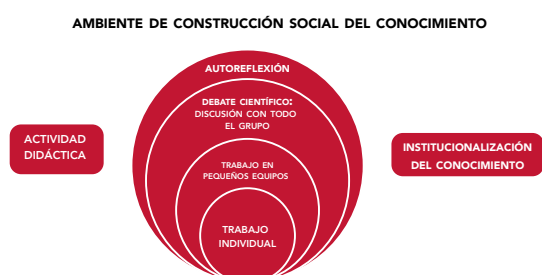 AMBIENTE DE CONSTRUCCIÓN SOCIAL DEL CONOCIMIENTO
AUTOREFLEXIÓN
DEBATE CIENTÍFICO:
DISCUSIÓN CON TODO
EL GRUPO
ACTIVIDAD
DIDÁCTICA
TRABAJO EN
PEQUEÑOS EQUIPOS
INSTITUCIONALIZACIÓN
DEL CONOCIMIENTO
TRABAJO
INDIVIDUAL